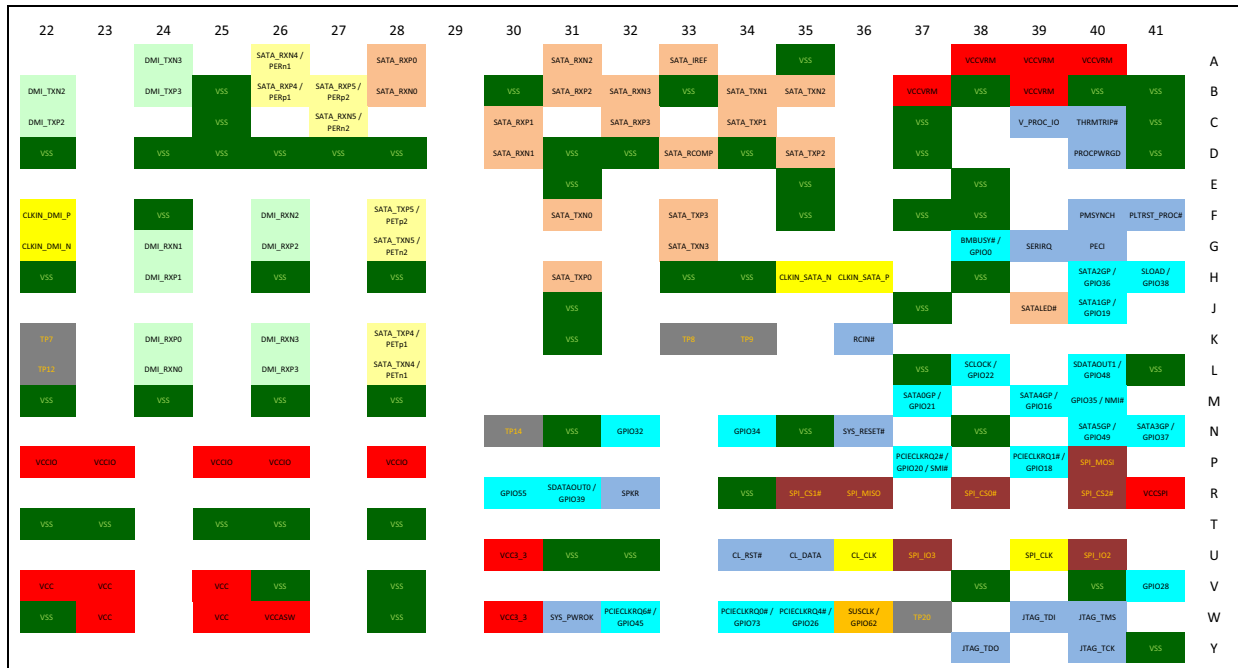 22 23 24 25 26 27 28 29 30 31 32 33 34 35 36 37 38 39 40 41
DMI_TXN3 SATA_RXN4 / SATA_RXP0 SATA_RXN2 SATA_IREF VSS VCCVRM VCCVRM VCCVRM A
PERn1
DMI_TXN2 DMI_TXP3 VSS SATA_RXP4 / SATA_RXP5 / SATA_RXN0 VSS SATA_RXP2 SATA_RXN3 VSS SATA_TXN1 SATA_TXN2 VCCVRM VSS VCCVRM VSS VSS B
PERp1 PERp2
DMI_TXP2 VSS SATA_RXN5 / SATA_RXP1 SATA_RXP3 SATA_TXP1 VSS V_PROC_IO THRMTRIP# VSS C
PERn2
VSS VSS VSS VSS VSS VSS SATA_RXN1 VSS VSS SATA_RCOMP VSS SATA_TXP2 VSS PROCPWRGD VSS D
VSS VSS VSS E
CLKIN_DMI_P VSS DMI_RXN2 SATA_TXP5 / SATA_TXN0 SATA_TXP3 VSS VSS VSS PMSYNCH PLTRST_PROC# F
PETp2
CLKIN_DMI_N DMI_RXN1 DMI_RXP2 SATA_TXN5 / SATA_TXN3 BMBUSY# / SERIRQ PECI G
PETn2 GPIO0
VSS DMI_RXP1 VSS VSS SATA_TXP0 VSS VSS CLKIN_SATA_N CLKIN_SATA_P VSS SATA2GP / SLOAD / H
GPIO36 GPIO38
VSS VSS SATALED# SATA1GP / J
GPIO19
TP7 DMI_RXP0 DMI_RXN3 SATA_TXP4 / VSS TP8 TP9 RCIN# K
PETp1
TP12 DMI_RXN0 DMI_RXP3 SATA_TXN4 / VSS SCLOCK / SDATAOUT1 / VSS L
PETn1 GPIO22 GPIO48
VSS VSS VSS VSS SATA0GP / SATA4GP / GPIO35 / NMI# M
GPIO21 GPIO16
TP14 VSS GPIO32 GPIO34 VSS SYS_RESET# VSS SATA5GP / SATA3GP / N
GPIO49 GPIO37
VCCIO VCCIO VCCIO VCCIO VCCIO PCIECLKRQ2# / PCIECLKRQ1# / SPI_MOSI P
GPIO20 / SMI# GPIO18
GPIO55 SDATAOUT0 / SPKR VSS SPI_CS1# SPI_MISO SPI_CS0# SPI_CS2# VCCSPI R
GPIO39
VSS VSS VSS VSS VSS T
VCC3_3 VSS VSS CL_RST# CL_DATA CL_CLK SPI_IO3 SPI_CLK SPI_IO2 U
VCC VCC VCC VSS VSS VSS VSS GPIO28 V
VSS VCC VCC VCCASW VSS VCC3_3 SYS_PWROK PCIECLKRQ6# / PCIECLKRQ0# / PCIECLKRQ4# / SUSCLK / TP20 JTAG_TDI JTAG_TMS W
GPIO45 GPIO73 GPIO26 GPIO62
JTAG_TDO JTAG_TCK VSS Y